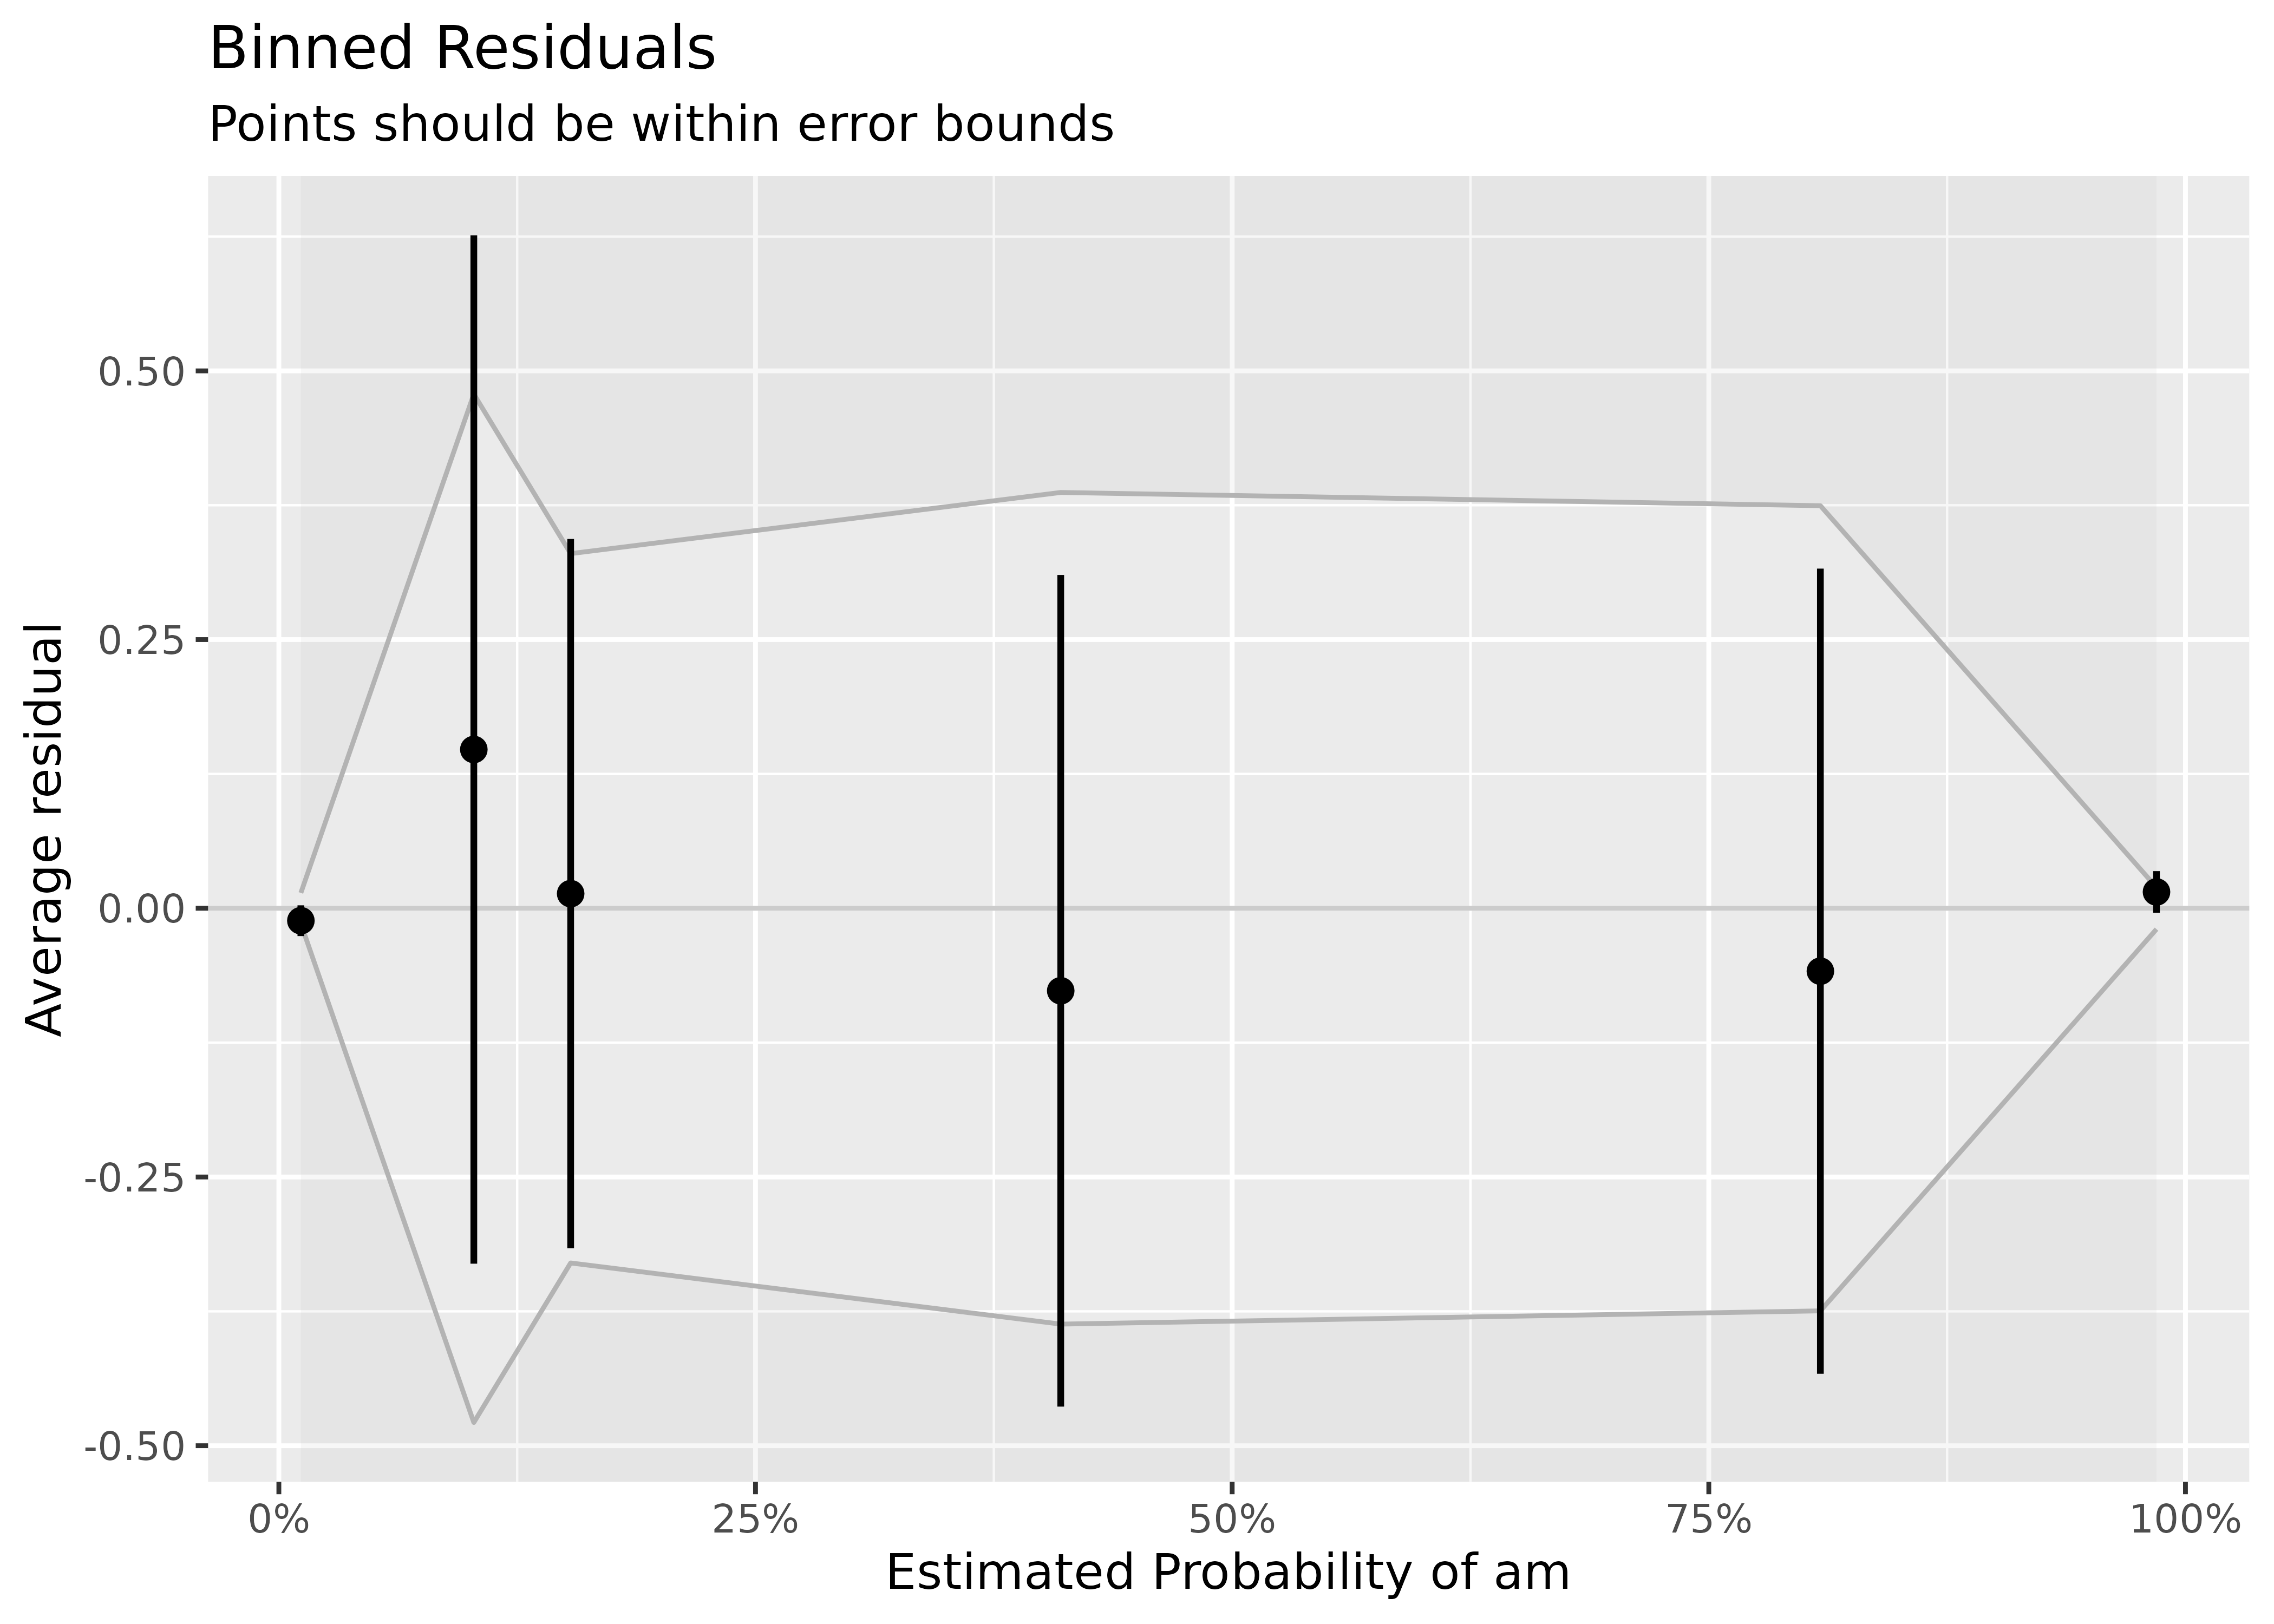 Binned Residuals
Points should be within error bounds
Average residual
0.50
0.25
0.00
-0.25
-0.50
0%
25%
50%
75%
100%
Estimated Probability of am